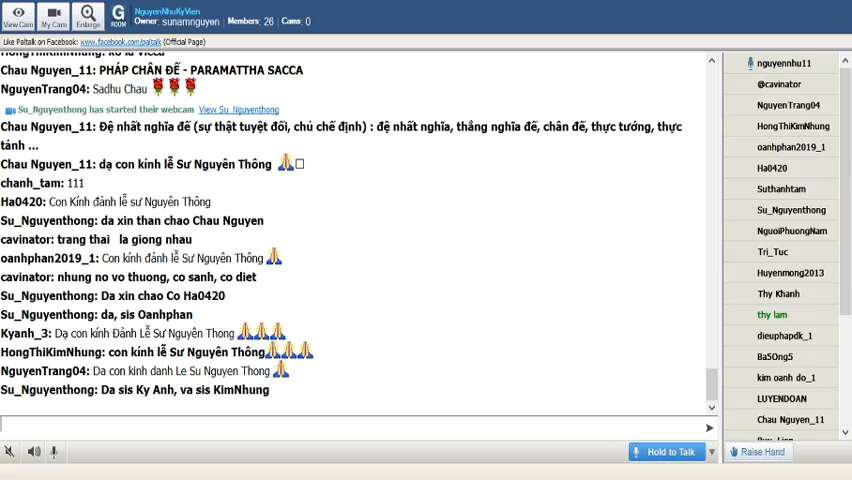 View Cam
My Cam
Enlarge
G
ROOM
NguyenNhuKyVien
Owner: sunamnguyen Members: 26 Cams: 0
Like Paltalk on Facebook: www.facebook.com/paltalk (Official Page)
Chau Nguyen_11: PHÁP CHÂN ĐẾ - PARAMATTHA SACCA
NguyenTrang04: Sadhu Chau
Su_Nguyenthong has started their webcam View Su_Nguyenthong
Chau Nguyen_11: Đệ nhất nghĩa đế (sự thật tuyệt đối, chủ chế định) : đệ nhất nghĩa, thắng nghĩa đế, chân đế, thực tướng, thực
tánh ...
Chau Nguyen_11: dạ con kính lễ Sư Nguyên Thông
chanh_tam: 111
Ha0420: Con Kính đảnh lễ sư Nguyên Thông
Su_Nguyenthong: da xin than chao Chau Nguyen
cavinator: trang thai la giong nhau
oanhphan2019_1: Con kính đảnh lễ Sư Nguyên Thông
cavinator: nhung no vo thuong, co sanh, co diet
Su_Nguyenthong: Da xin chao Co Ha0420
Su_Nguyenthong: da, sis Oanhphan
Kyanh_3: Dạ con kính Đảnh Lễ Sư Nguyên Thong
HongThiKimNhung: con kính lễ Sư Nguyên Thông
NguyenTrang04: Da con kinh danh Le Su Nguyen Thong
Su_Nguyenthong: Da sis Ky Anh, va sis KimNhung
Hold to Talk
nguyennhu11
@cavinator
NguyenTrang04
HongThiKimNhung
oanhphan2019_1
Ha0420
Suthanhtam
Su_Nguyenthong
NguoiPhuongNam
Tri_Tuc
Huyenmong2013
Thy Khanh
thy lam
dieuphapdk_1
Ba5Ong5
kim oanh do_1
LUYENDOAN
Chau Nguyen_11
Raise Hand